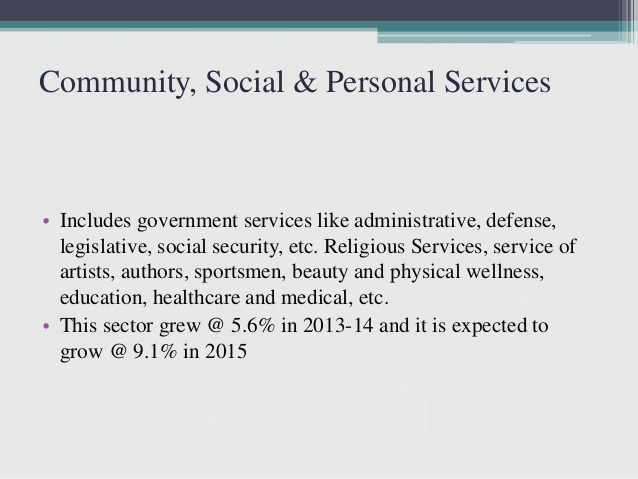 Community, Social & Personal Services
• Includes government services like administrative, defense,
legislative, social security, etc. Religious Services, service of
artists, authors, sportsmen, beauty and physical wellness,
education, healthcare and medical, etc.
• This sector grew @ 5.6% in 2013-14 and it is expected to
grow @ 9.1% in 2015